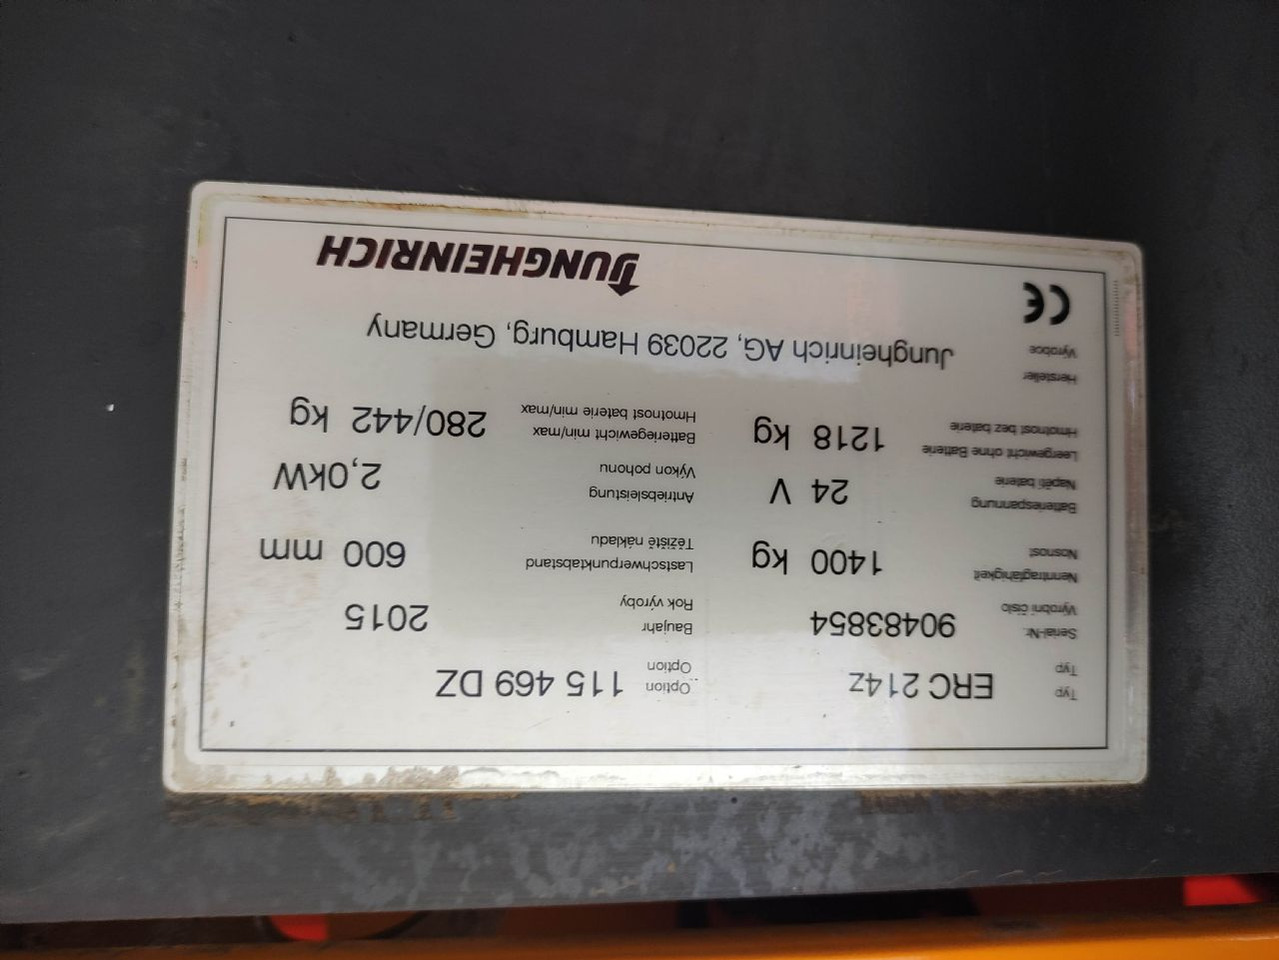 Typ
Typ
ERC 214z
Option
Option
115 469 DZ
Serial-Nr.
Výrobní číslo
90483854
Baujahr
Rok výroby
2015
Nenntragfähigkeit
Nosnost
1400 kg
Lastschwerpunktabstand
Težiště nákladu
600 mm
Batteriespannung
Napětí baterie
24 V
Antriebsleistung
Výkon pohonu
2,0kW
Leergewicht ohne Batterie
Hmotnost bez baterie
1218 kg
Batteriegewicht min/max
Hmotnost baterie min/max
280/442 kg
Hersteller
Výrobce
Jungheinrich AG, 22039 Hamburg, Germany
CE
JUNGHEINRICH